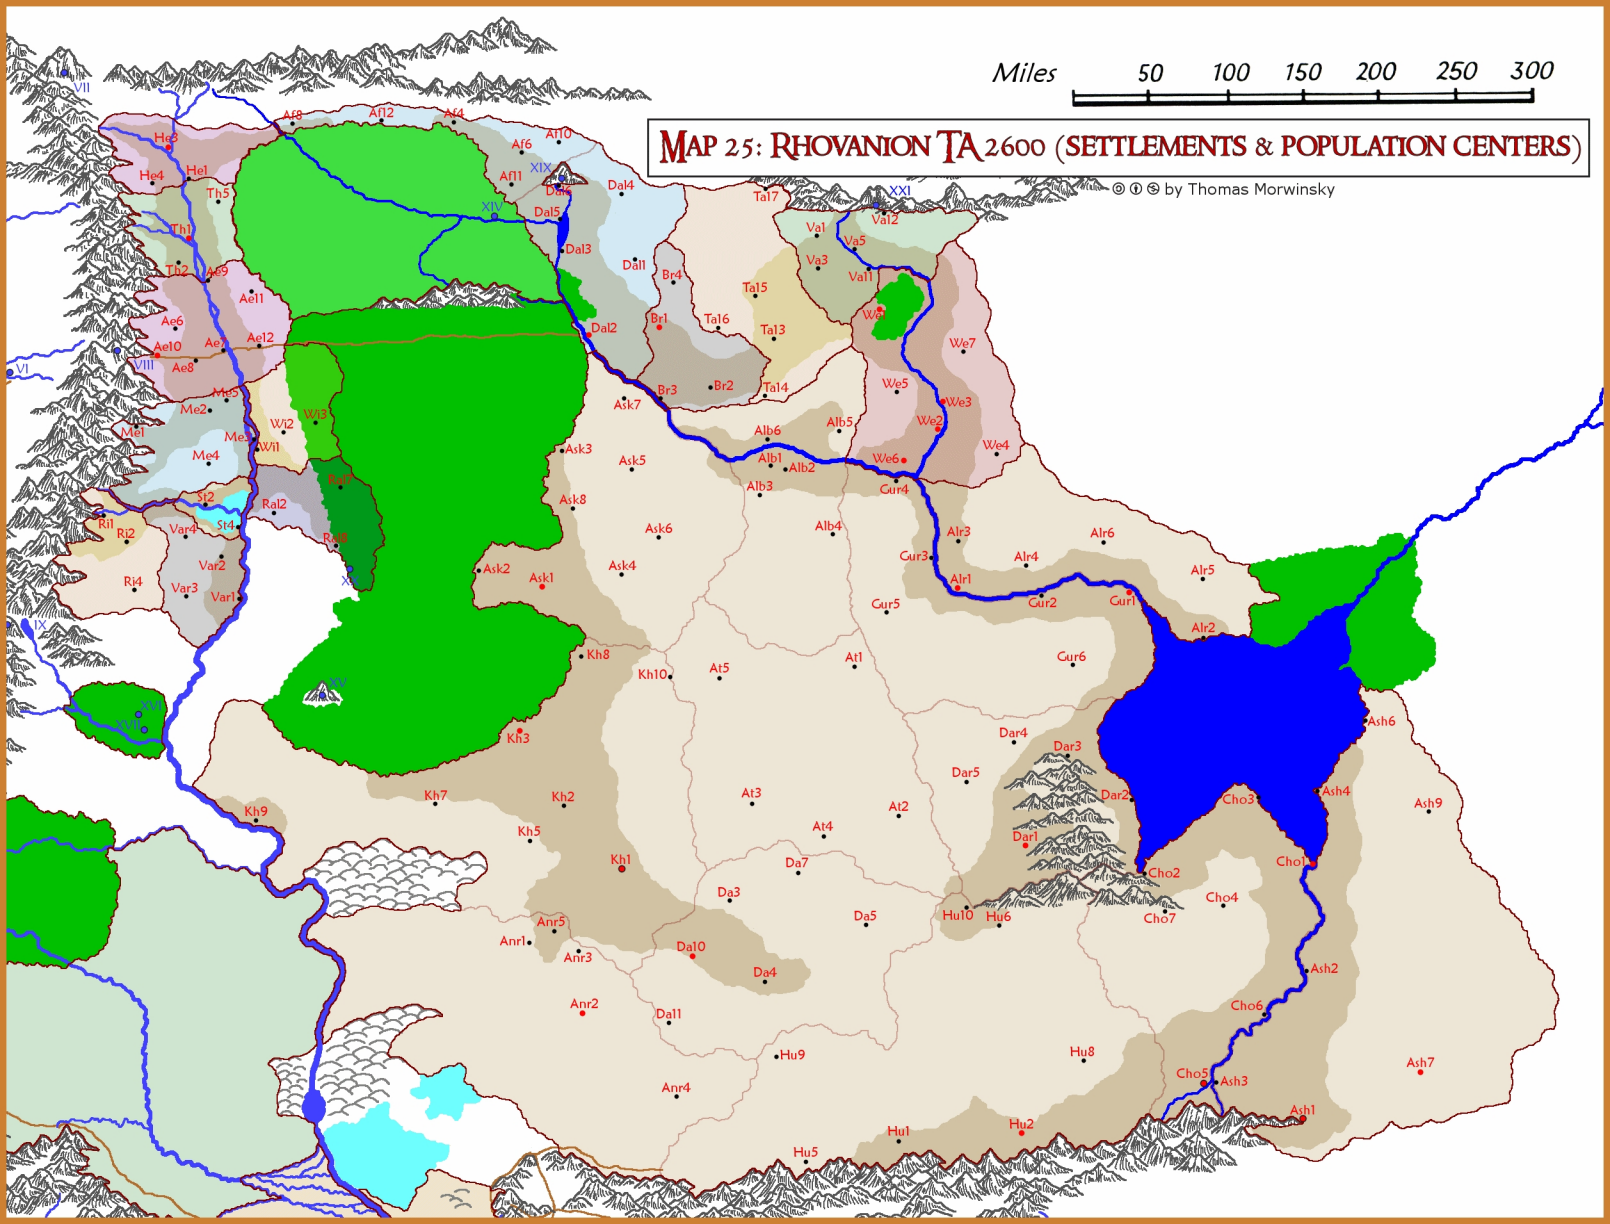 Miles 50 100 150 200 250 300
Map 25: Rhovanion TA 2600 (settlements & population centers)
by Thomas Morwinsky
VII
Af8
Af12
Af4
Af10
Af6
Af11
XIX
Dal6
Dal4
Ta17
XXI
He3
He4
He1
Th5
XIV
Dal5
Va1
Va12
Va5
Th1
Th2
Dal3
Dal1
Va3
Va11
Ae9
Ae11
Br4
Ta15
We1
Ae6
Ae10
Ae7
Ae12
Ae8
VIII
VI
Dal2
Br1
Ta16
Ta13
We7
Me5
Me2
Me1
Me3
Me4
Wi2
Wi3
Wi1
Ask7
Br3
Br2
Ta14
We5
We3
We2
We4
We6
Ask3
Ask5
Alb6
Alb5
Alb1
Alb2
Alb3
Gur4
St2
St4
Ral2
Ral7
Ral8
XX
Ri1
Ri2
Ri4
Var4
Var2
Var3
Var1
Ask8
Ask6
Alb4
Alr3
Alr6
Gur3
Alr4
Alr5
Ask2
Ask1
Ask4
Alr1
Gur2
Gur1
Gur5
Alr2
IX
Kh8
Kh10
At5
At1
Gur6
XV
XVI
XVII
Kh3
Dar4
Dar3
Ash6
Dar5
Kh7
Kh2
At3
At2
Dar2
Cho3
Ash4
Ash9
Kh9
Kh5
At4
Dar1
Kh1
Da7
Cho2
Cho1
Da3
Hu10
Hu6
Cho7
Cho4
Anr5
Anr1
Anr3
Da10
Da5
Da4
Ash2
Anr2
Da11
Cho6
Hu9
Hu8
Ash7
Anr4
Cho5
Ash3
Ash1
Hu1
Hu2
Hu5